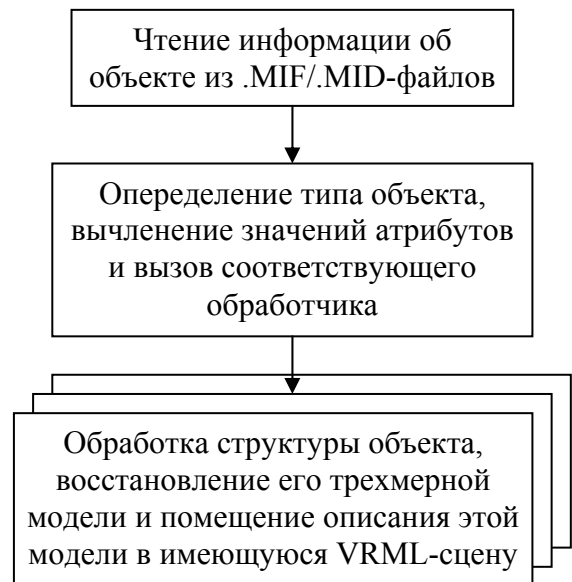 Чтение информации об
объекте из .MIF/.MID-файлов
Опеределение типа объекта,
вычленение значений атрибутов
и вызов соответствующего
обработчика
Обработка структуры объекта,
восстановление его трехмерной
модели и помещение описания этой
модели в имеющуюся VRML-сцену